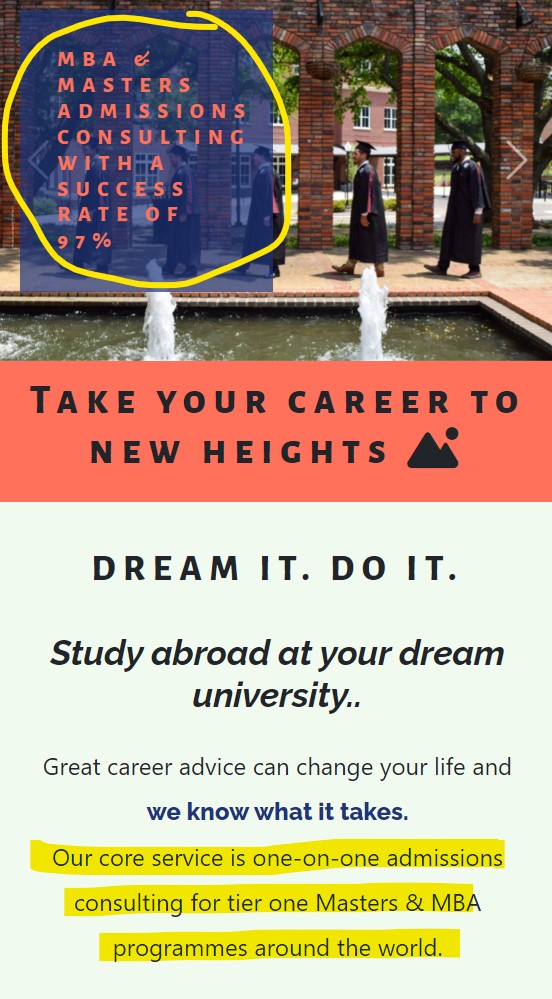 MBA &
MASTERS
ADMISSIONS
CONSULTING
WITH A
SUCCESS
RATE OF
97%
TAKE YOUR CAREER TO
NEW HEIGHTS
DREAM IT. DO IT.
Study abroad at your dream
university..
Great career advice can change your life and
we know what it takes.
Our core service is one-on-one admissions
consulting for tier one Masters & MBA
programmes around the world.